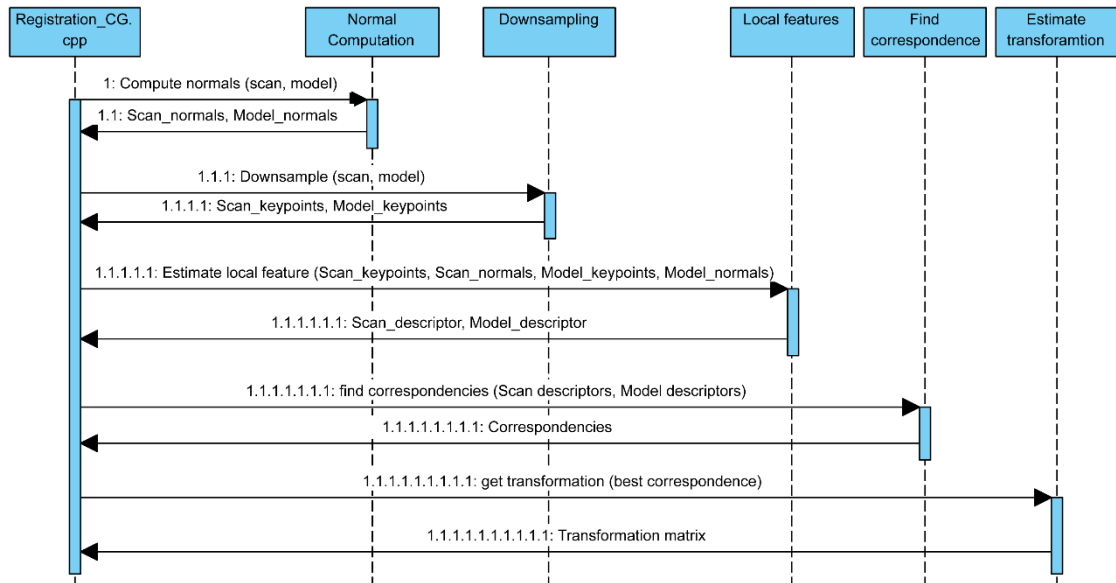 Registration_CG.
cpp
Normal
Computation
Downsampling
Local features
Find
correspondence
Estimate
transforamtion
1: Compute normals (scan, model)
1.1: Scan_normals, Model_normals
1.1.1: Downsample (scan, model)
1.1.1.1: Scan_keypoints, Model_keypoints
1.1.1.1.1: Estimate local feature (Scan_keypoints, Scan_normals, Model_keypoints, Model_normals)
1.1.1.1.1.1: Scan_descriptor, Model_descriptor
1.1.1.1.1.1.1: find correspondencies (Scan descriptors, Model descriptors)
1.1.1.1.1.1.1.1: Correspondencies
1.1.1.1.1.1.1.1.1: get transformation (best correspondence)
1.1.1.1.1.1.1.1.1.1: Transformation matrix